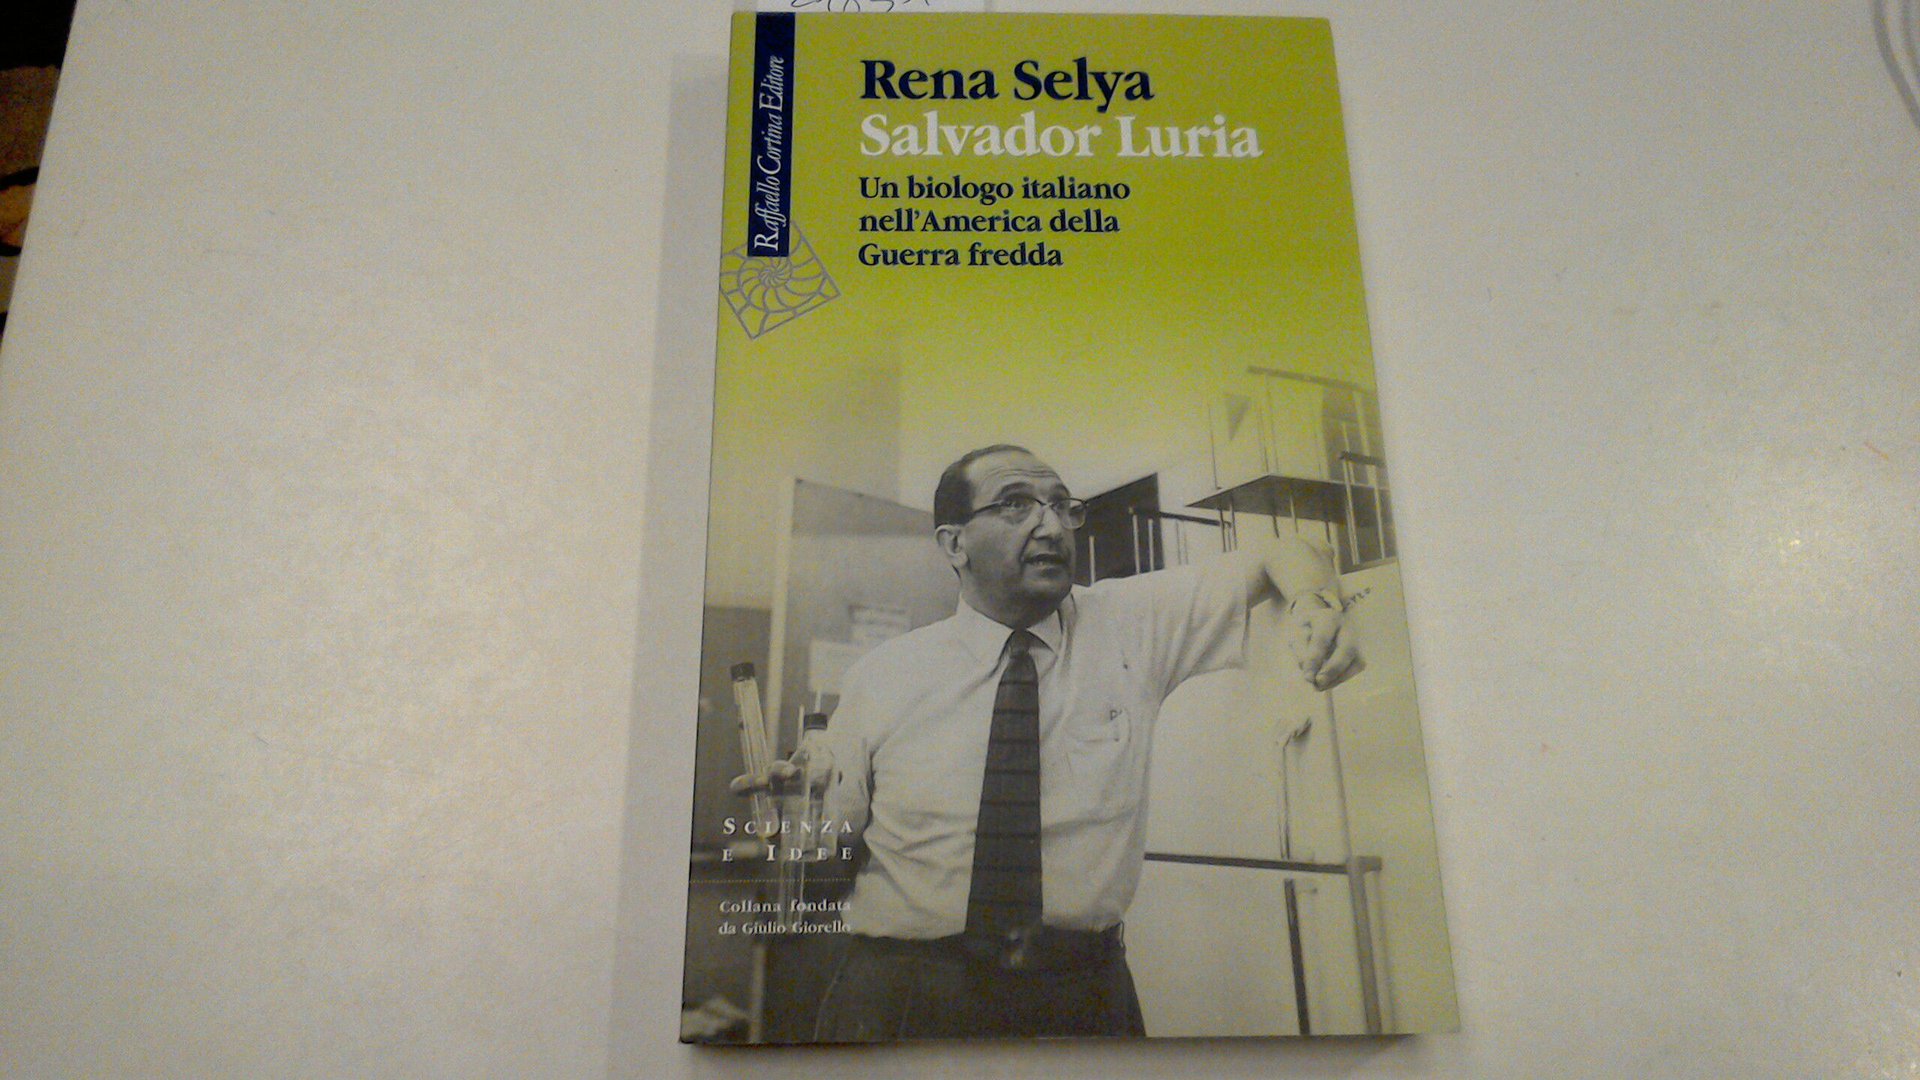 Rena Selya
Salvador Luria
Un biologo italiano
nell'America della
Guerra fredda
Raffaello Cortina Editore
SCIENZA
E IDEE
Collana fondata
da Giulio Giorello